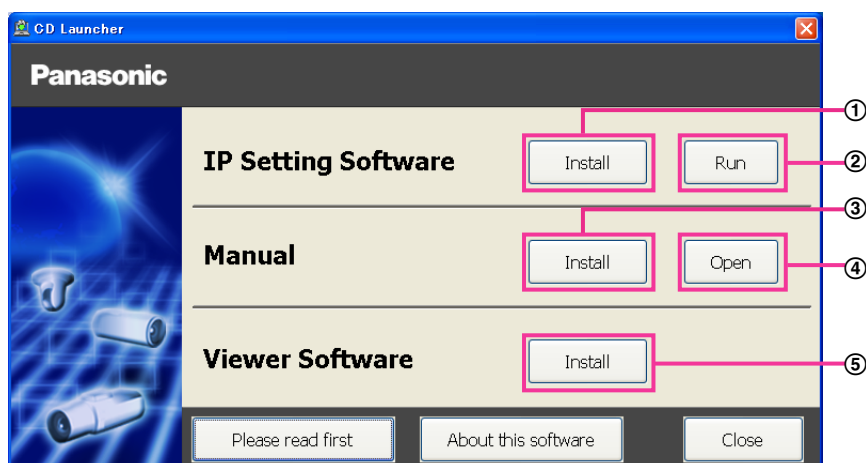 CD Launcher
Panasonic
①
IP Setting Software Install Run ②
③
Manual Install Open ④
Viewer Software Install ⑤
Please read first About this software Close